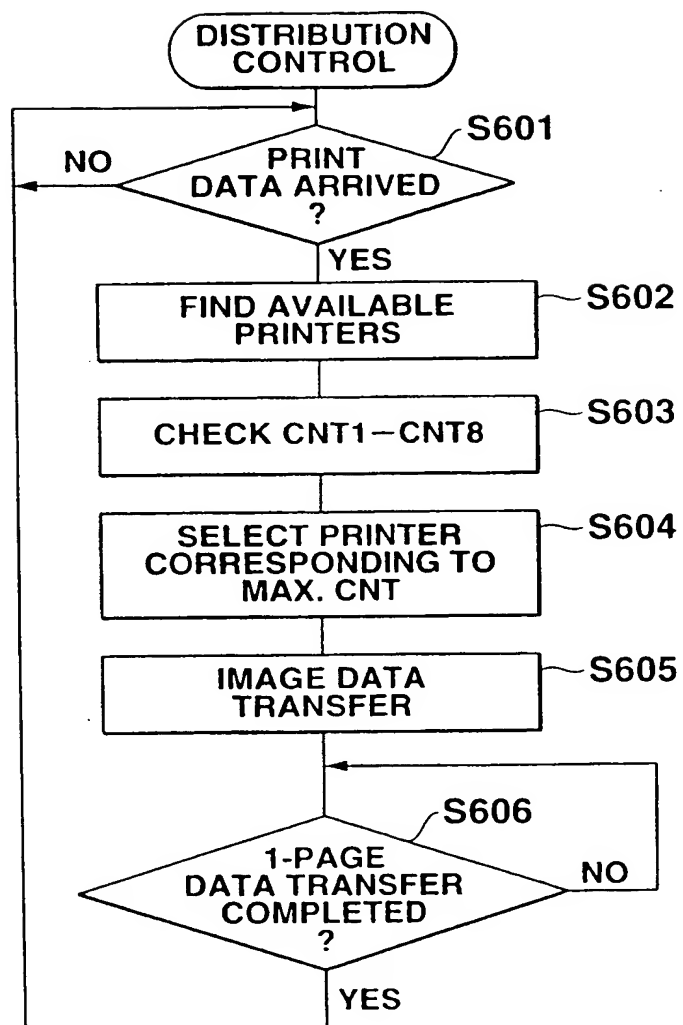 DISTRIBUTION
CONTROL
S601
NO
PRINT
DATA ARRIVED
?
YES
S602
FIND AVAILABLE
PRINTERS
S603
CHECK CNT1–CNT8
S604
SELECT PRINTER
CORRESPONDING TO
MAX. CNT
S605
IMAGE DATA
TRANSFER
S606
1-PAGE
DATA TRANSFER
COMPLETED
?
NO
YES